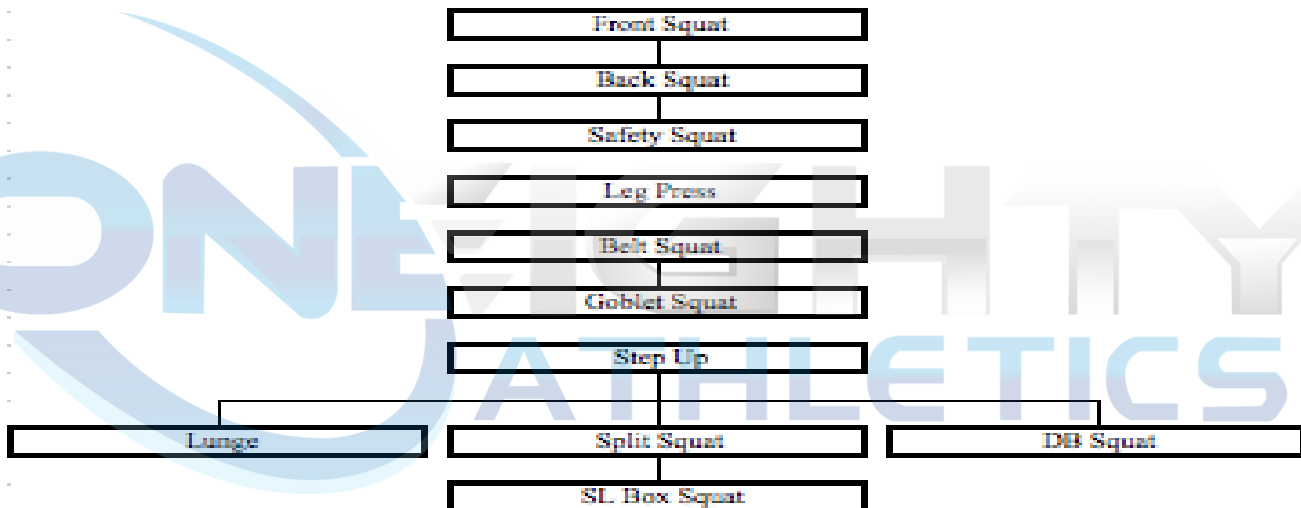 Front Squat
Back Squat
Safety Squat
Leg Press
Belt Squat
Goblet Squat
Step Up
Lunge
Split Squat
DB Squat
SL Box Squat
ONE EIGHTY
ATHLETICS